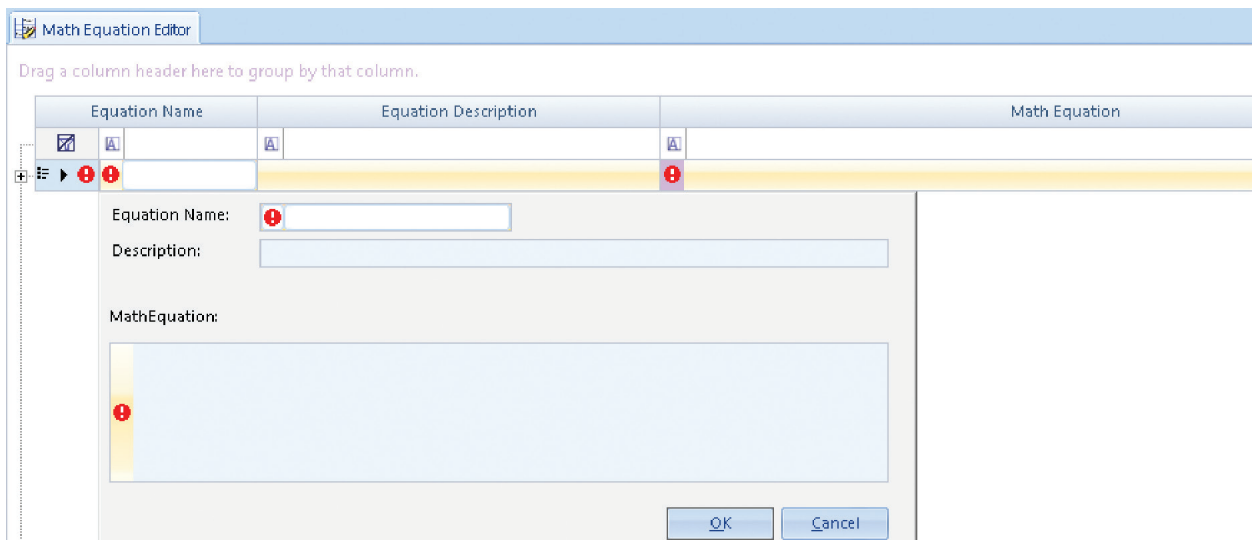 Math Equation Editor
Drag a column header here to group by that column.
Equation Name Equation Description Math Equation
A A A
Equation Name:
Description:
MathEquation:
OK Cancel